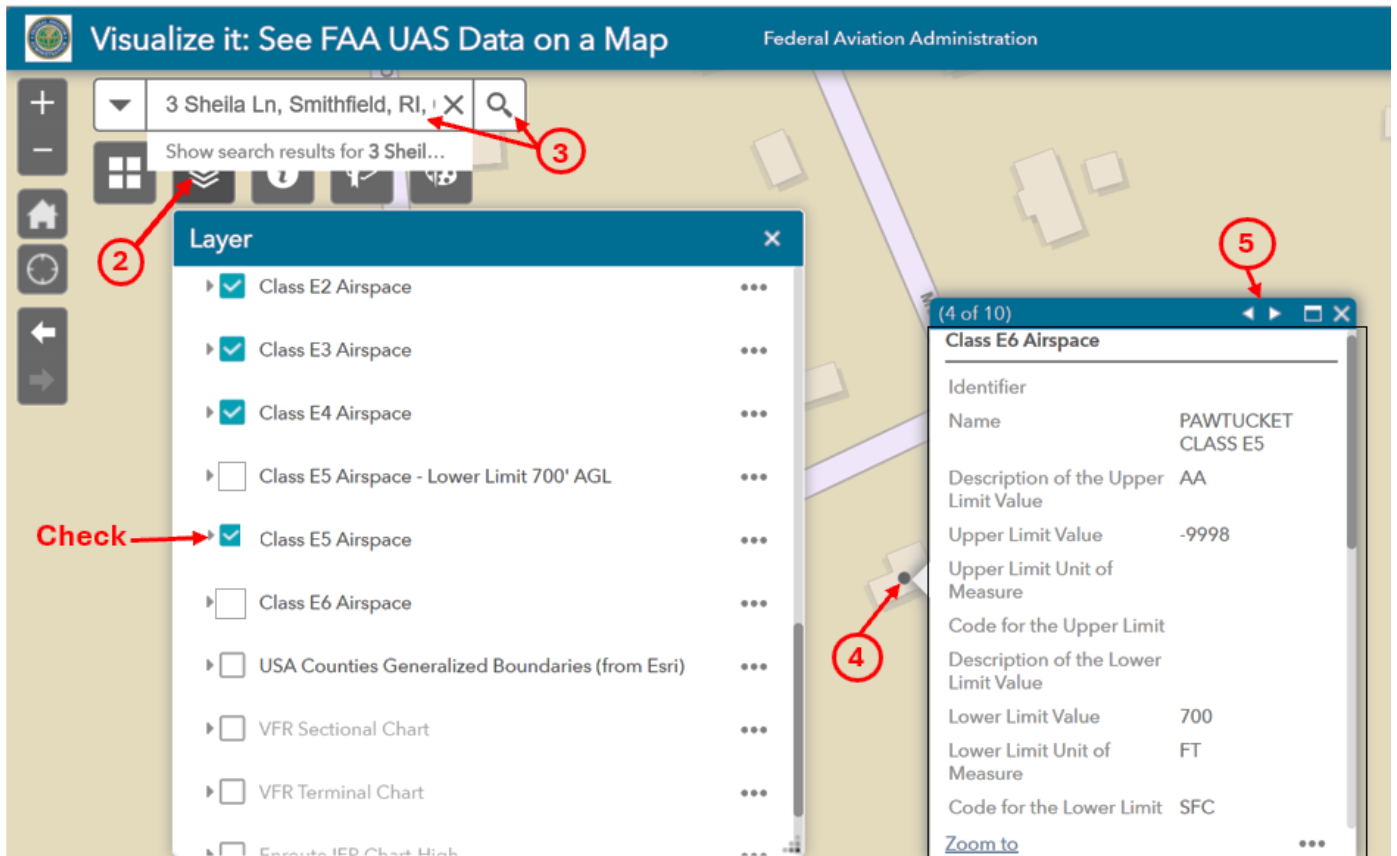 Visualize it: See FAA UAS Data on a Map
Federal Aviation Administration
3 Sheila Ln, Smithfield, RI,
Show search results for 3 Sheil...
3
2
5
Layer
Class E2 Airspace
Class E3 Airspace
Class E4 Airspace
Class E5 Airspace - Lower Limit 700' AGL
Check
Class E5 Airspace
Class E6 Airspace
USA Counties Generalized Boundaries (from Esri)
VFR Sectional Chart
VFR Terminal Chart
Enroute IFR Chart High
4
(4 of 10)
Class E6 Airspace
Identifier
Name PAWTUCKET
CLASS E5
Description of the Upper AA
Limit Value
Upper Limit Value -9998
Upper Limit Unit of
Measure
Code for the Upper Limit
Description of the Lower
Limit Value
Lower Limit Value 700
Lower Limit Unit of FT
Measure
Code for the Lower Limit SFC
Zoom to